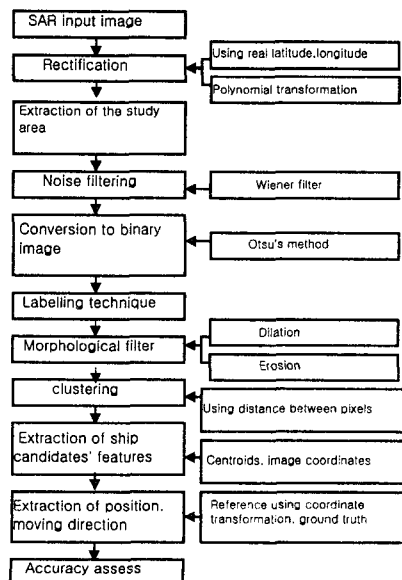 SAR input image
Rectification
Using real latitude.longitude
Polynomial transformation
Extraction of the study
area
Noise filtering
Wiener filter
Conversion to binary
image
Otsu's method
Labelling technique
Morphological filter
Dilation
Erosion
clustering
Using distance between pixels
Extraction of ship
candidates' features
Centroids. image coordinates
Extraction of position.
moving direction
Reference using coordinate
transformation. ground truth
Accuracy assess